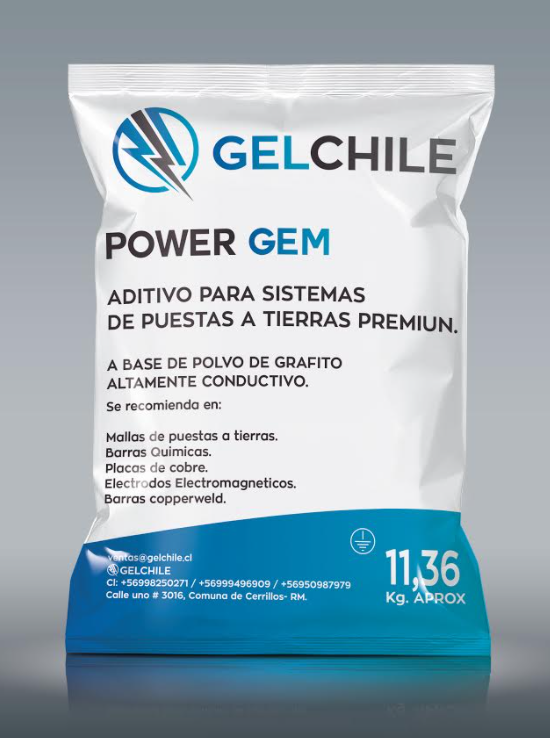 GELCHILE
POWER GEM
ADITIVO PARA SISTEMAS
DE PUESTAS A TIERRAS PREMIUN.
A BASE DE POLVO DE GRAFITO
ALTAMENTE CONDUCTIVO.
Se recomienda en:
Mallas de puestas a tierras.
Barras Quimicas.
Placas de cobre.
Electrodos Electromagneticos.
Barras copperweld.
ventas@gelchile.cl
GELCHILE
Cl: +56998250271 / +56999496909 / +56950987979
Calle uno # 3016, Comuna de Cerrillos- RM.
11,36
Kg. APROX